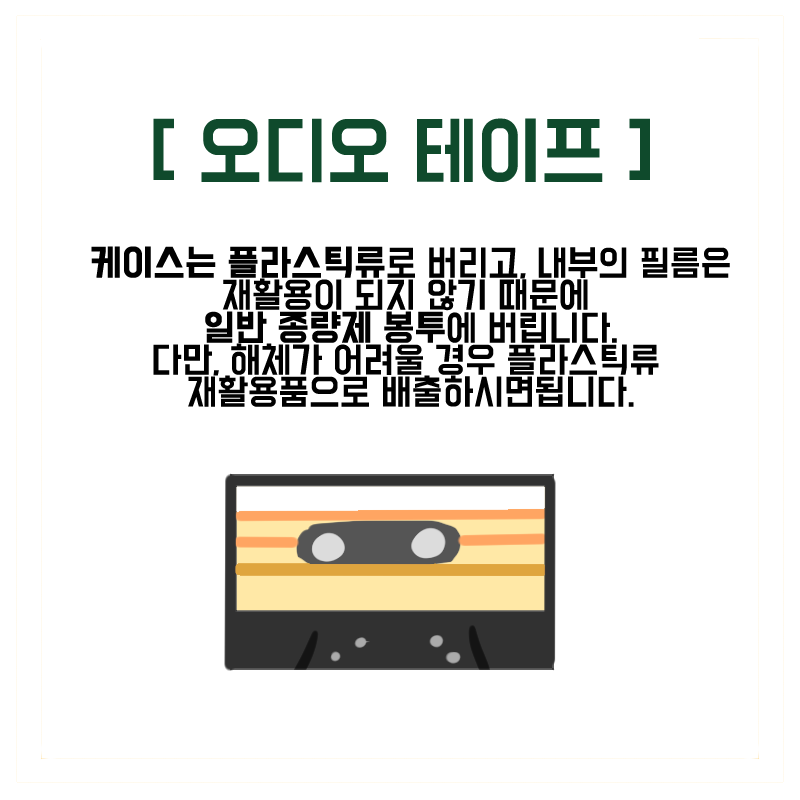 [ 오디오 테이프 ]
케이스는 플라스틱류로 버리고, 내부의 필름은
재활용이 되지 않기 때문에
일반 종량제 봉투에 버립니다.
다만, 해체가 어려울 경우 플라스틱류
재활용품으로 배출하시면됩니다.